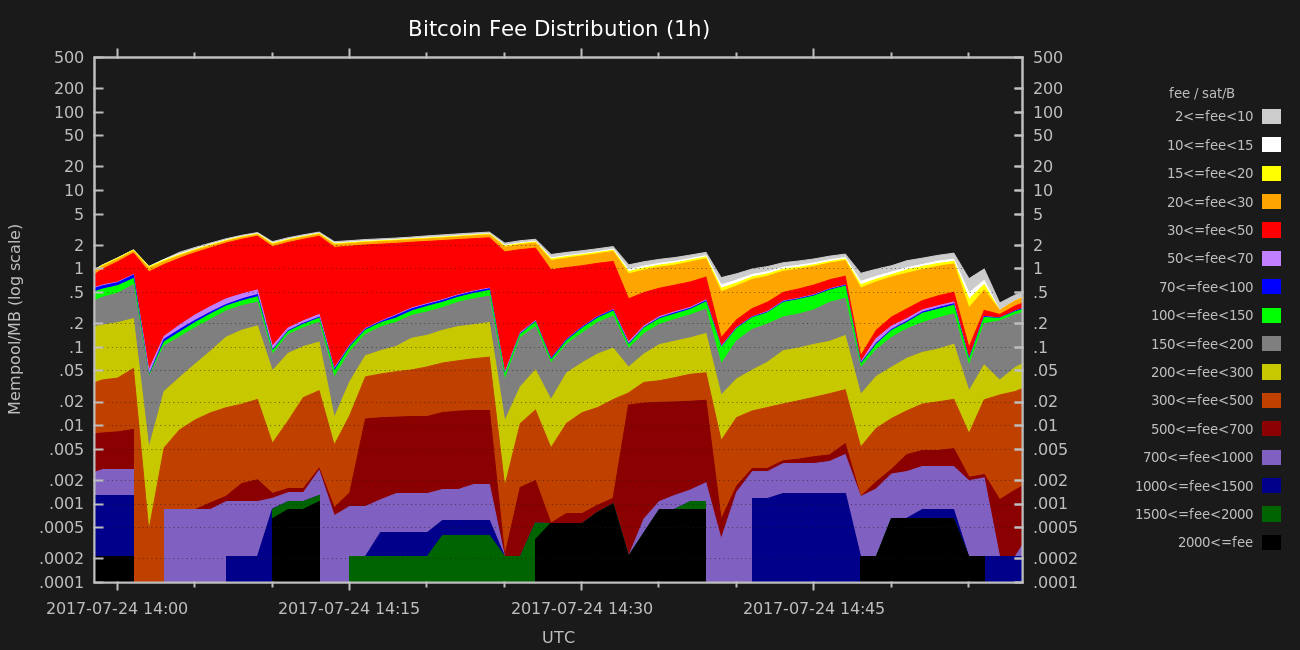 Bitcoin Fee Distribution (1h)
Mempool/MB (log scale)
500
200
100
50
20
10
5
2
1
.5
.2
.1
.05
.02
.01
.005
.002
.001
.0005
.0002
.0001
500
200
100
50
20
10
5
2
1
.5
.2
.1
.05
.02
.01
.005
.002
.001
.0005
.0002
.0001
2017-07-24 14:00
2017-07-24 14:15
2017-07-24 14:30
2017-07-24 14:45
UTC
fee / sat/B
2<=fee<10
10<=fee<15
15<=fee<20
20<=fee<30
30<=fee<50
50<=fee<70
70<=fee<100
100<=fee<150
150<=fee<200
200<=fee<300
300<=fee<500
500<=fee<700
700<=fee<1000
1000<=fee<1500
1500<=fee<2000
2000<=fee